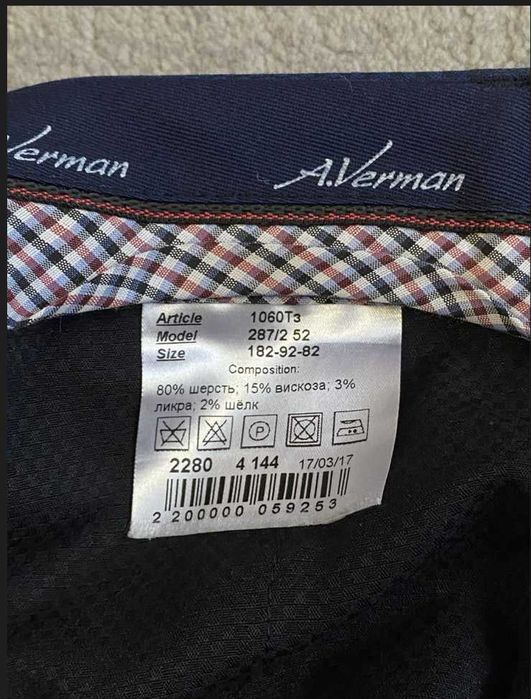 Verman A.Verman
Article 1060Тз
Model 287/2 52
Size 182-92-82
Composition:
80% шерсть; 15% вискоза; 3%
ликра; 2% шёлк
P
2280 4 144 17/03/17
2 200000 059253